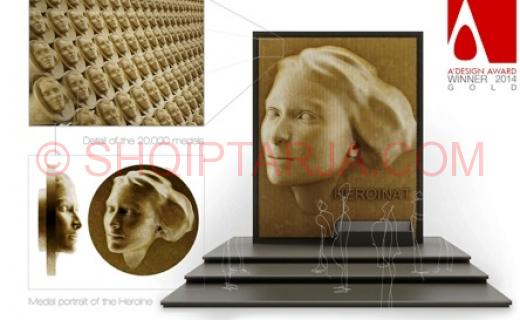 A'DESIGN AWARD
WINNER 2014
GOLD
Detail of the 20.000 medals
© SHQIPTARJA.COM
HEROINAT
Medal portrait of the Heroine